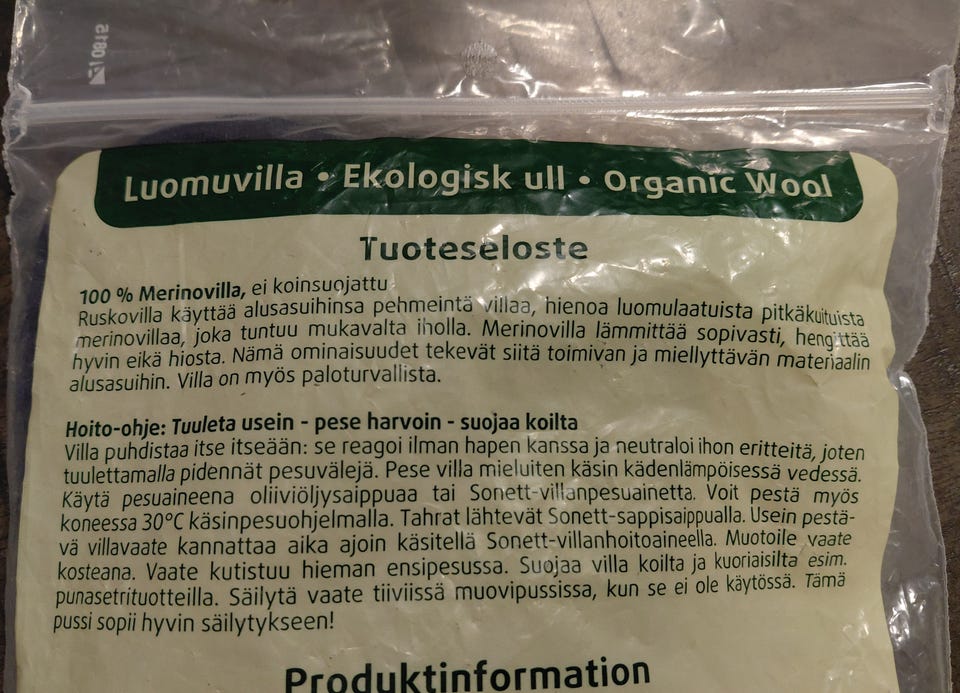 0815
Luomuvilla • Ekologisk ull • Organic Wool
Tuoteseloste
100 % Merinovilla, ei koinsuojattu
Ruskovilla käyttää alusasuihinsa pehmeintä villaa, hienoa luomulaatuista pitkäkuituista
merinovillaa, joka tuntuu mukavalta iholla. Merinovilla lämmittää sopivasti, hengittää
hyvin eikä hiosta. Nämä ominaisuudet tekevät siitä toimivan ja miellyttävän materiaalin
alusasuihin. Villa on myös paloturvallista.
Hoito-ohje: Tuuleta usein - pese harvoin - suojaa koilta
Villa puhdistaa itse itseään: se reagoi ilman hapen kanssa ja neutraloi ihon eritteitä, joten
tuulettamalla pidennät pesuvälejä. Pese villa mieluiten käsin kädenlämpöisessä vedessä.
Käytä pesuaineena oliiviöljysaippuaa tai Sonett-villanpesuainetta. Voit pestä myös
koneessa 30°C käsinpesuohjelmalla. Tahrat lähtevät Sonett-sappisaippualla. Usein pestä-
vä villavaate kannattaa aika ajoin käsitellä Sonett-villanhoitoaineella. Muotoile vaate
kosteana. Vaate kutistuu hieman ensipesussa. Suojaa villa koilta ja kuoriaisilta esim.
punasetrituotteilla. Säilytä vaate tiiviissä muovipussissa, kun se ei ole käytössä. Tämä
pussi sopii hyvin säilytykseen!
Produktinformation